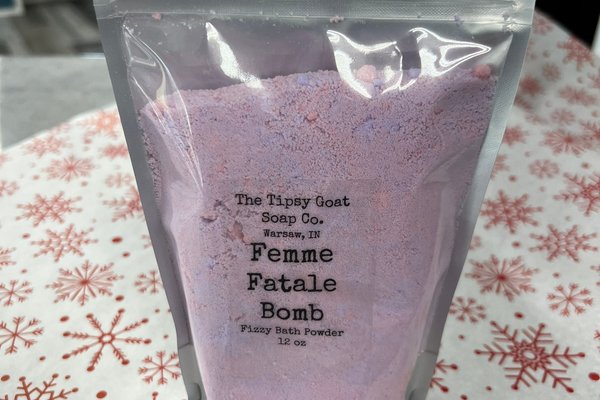 The Tipsy Goat
Soap Co.
Warsaw, IN
Femme
Fatale
Bomb
Fizzy Bath Powder
12 oz